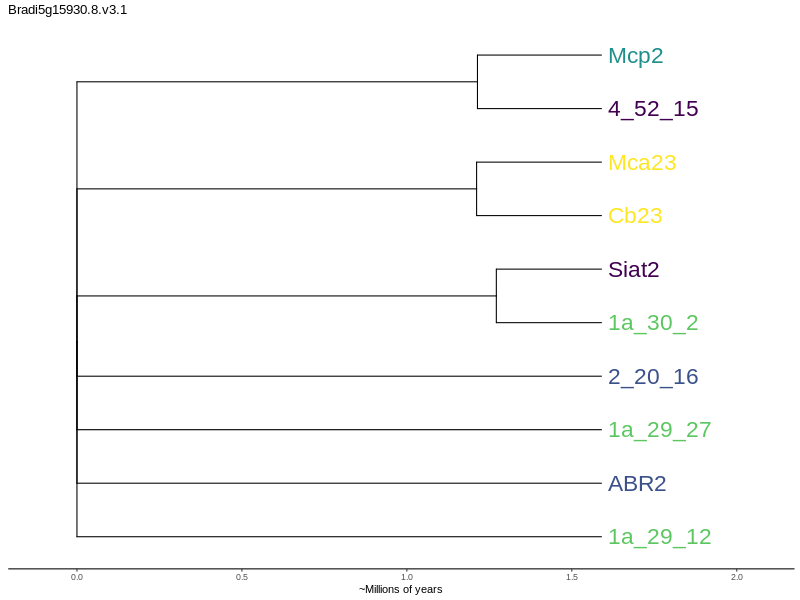 Bradi5g15930.8.v3.1
Mcp2
4_52_15
Mca23
Cb23
Siat2
1a_30_2
2_20_16
1a_29_27
ABR2
1a_29_12
0.0 0.5 1.0 1.5 2.0
~Millions of years